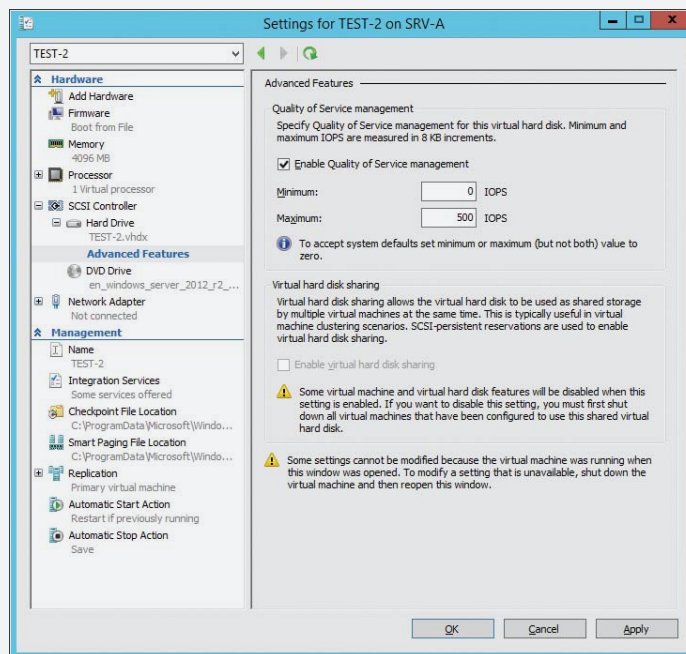 Settings for TEST-2 on SRV-A
TEST-2
Hardware
Add Hardware
Firmware
Boot from File
Memory
4096 MB
Processor
1 Virtual processor
SCSI Controller
Hard Drive
TEST-2.vhdx
Advanced Features
DVD Drive
en_windows_server_2012_r2_...
Network Adapter
Not connected
Management
Name
TEST-2
Integration Services
Some services offered
Checkpoint File Location
C:\ProgramData\Microsoft\Windo...
Smart Paging File Location
C:\ProgramData\Microsoft\Windo...
Replication
Primary virtual machine
Automatic Start Action
Restart if previously running
Automatic Stop Action
Save
Advanced Features
Quality of Service management
Specify Quality of Service management for this virtual hard disk. Minimum and
maximum IOPS are measured in 8 KB increments.
Enable Quality of Service management
Minimum: 0 IOPS
Maximum: 500 IOPS
To accept system defaults set minimum or maximum (but not both) value to
zero.
Virtual hard disk sharing
Virtual hard disk sharing allows the virtual hard disk to be used as shared storage
by multiple virtual machines at the same time. This is typically useful in virtual
machine clustering scenarios. SCSI-persistent reservations are used to enable
virtual hard disk sharing.
Enable virtual hard disk sharing
Some virtual machine and virtual hard disk features will be disabled when this
setting is enabled. If you want to disable this setting, you must first shut
down all virtual machines that have been configured to use this shared virtual
hard disk.
Some settings cannot be modified because the virtual machine was running when
this window was opened. To modify a setting that is unavailable, shut down the
virtual machine and then reopen this window.
OK
Cancel
Apply